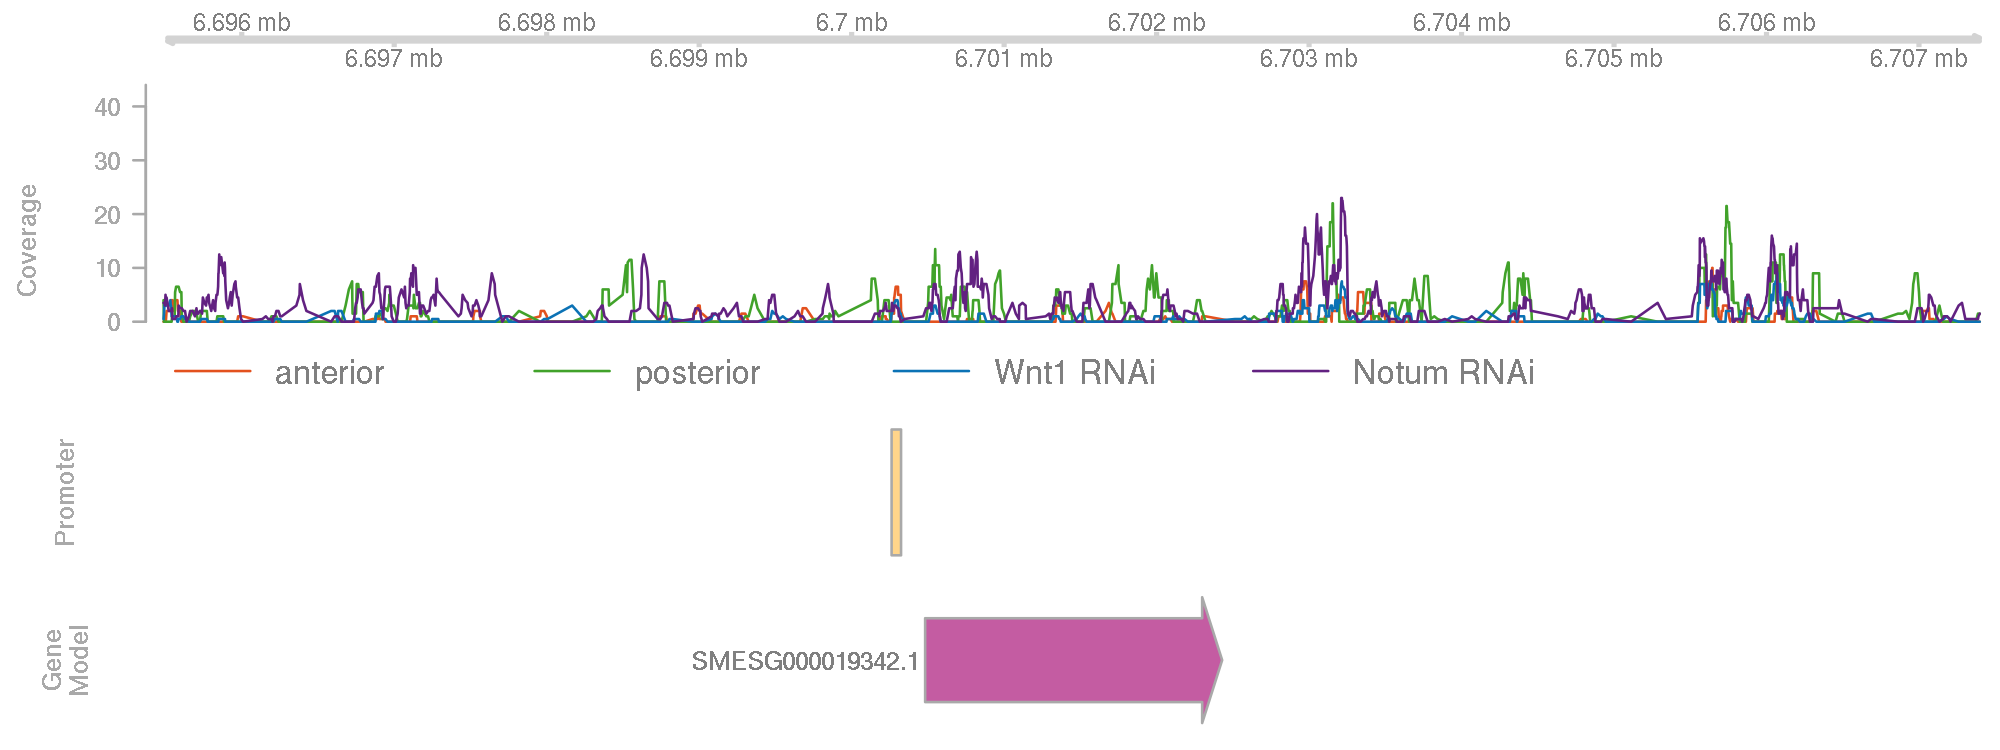 6.696 mb 6.698 mb 6.7 mb 6.702 mb 6.704 mb 6.706 mb
6.697 mb 6.699 mb 6.701 mb 6.703 mb 6.705 mb 6.707 mb
Coverage
40
30
20
10
0
anterior posterior Wnt1 RNAi Notum RNAi
Promoter
Gene
Model
SMESG000019342.1